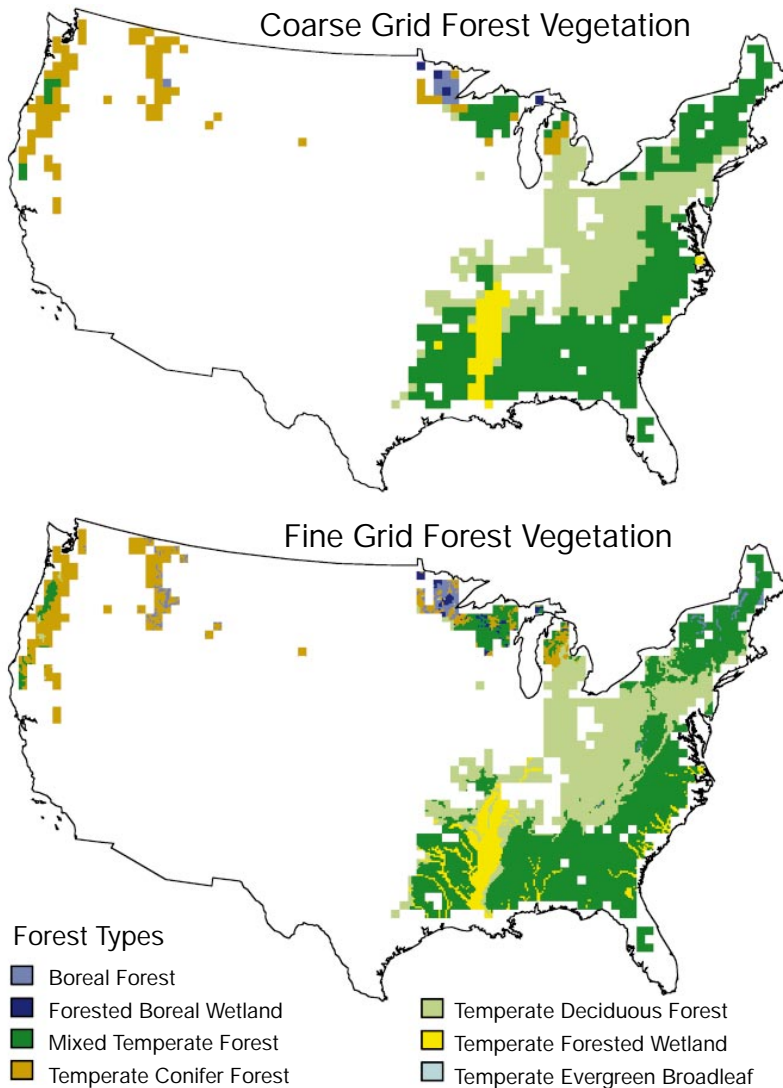 Coarse Grid Forest Vegetation
Fine Grid Forest Vegetation
Forest Types
Boreal Forest
Forested Boreal Wetland
Mixed Temperate Forest
Temperate Conifer Forest
Temperate Deciduous Forest
Temperate Forested Wetland
Temperate Evergreen Broadleaf